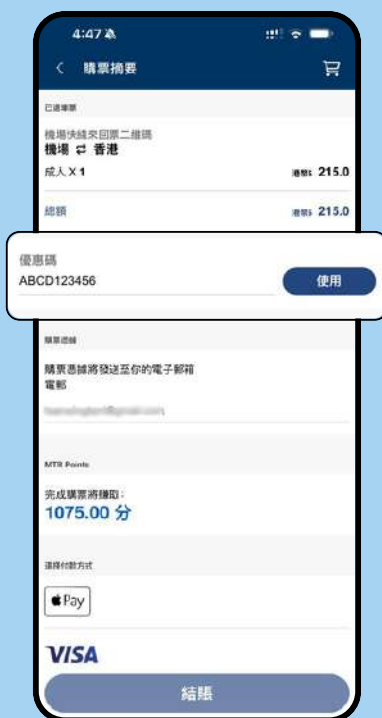 4:47
購票摘要
已選車票
機場快綫來回票二維碼
機場 ⇄ 香港
成人 X 1 港幣$ 215.0
總額 港幣$ 215.0
優惠碼
ABCD123456 使用
購票憑據
購票憑據將發送至你的電子郵箱
電郵
MTR Points
完成購票將賺取:
1075.00 分
選擇付款方式
Pay
VISA
結賬